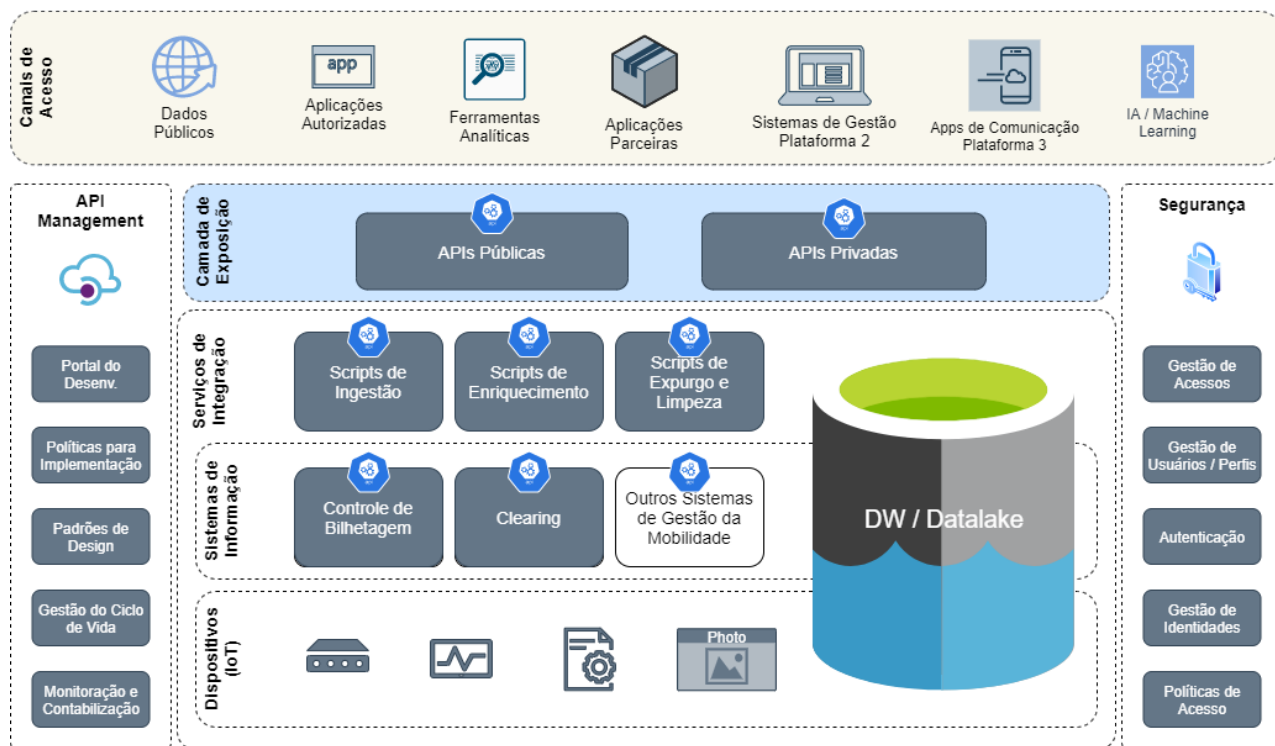 Canais de
Acesso
Dados
Públicos
app
Aplicações
Autorizadas
Ferramentas
Analíticas
Aplicações
Parceiras
Sistemas de Gestão
Plataforma 2
Apps de Comunicação
Plataforma 3
IA / Machine
Learning
API
Management
Portal do
Desenv.
Políticas para
Implementação
Padrões de
Design
Gestão do Ciclo
de Vida
Monitoração e
Contabilização
Camada de
Exposição
APIs Públicas
APIs Privadas
Serviços de
Integração
Scripts de
Ingestão
Scripts de
Enriquecimento
Scripts de
Expurgo e
Limpeza
Sistemas de
Informação
Controle de
Bilhetagem
Clearing
Outros Sistemas
de Gestão da
Mobilidade
Dispositivos
(IoT)
Photo
DW / Datalake
Segurança
Gestão de
Acessos
Gestão de
Usuários / Perfis
Autenticação
Gestão de
Identidades
Políticas de
Acesso